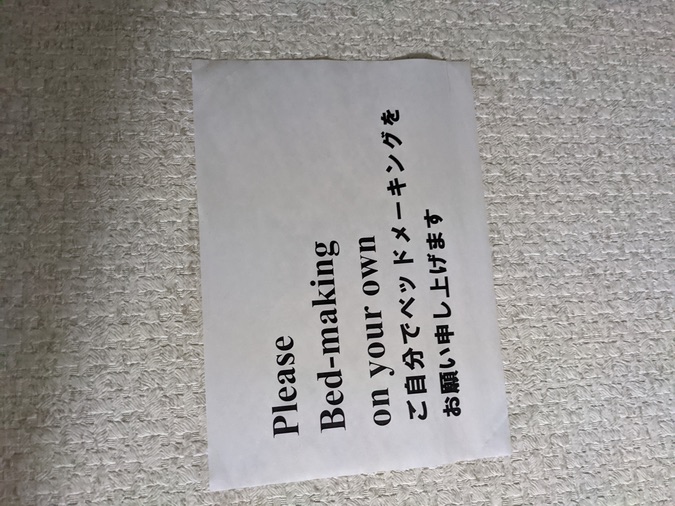 Please
Bed-making
on your own
ご自分でベッドメーキングを
お願い申し上げます